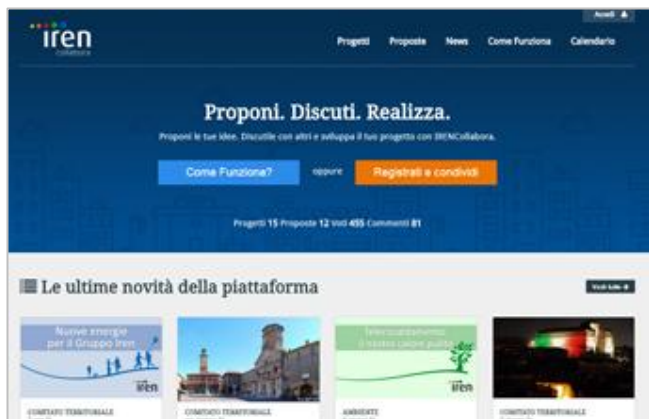 Accedi
iren
collabora
Progetti Proposte News Come Funziona Calendario
Proponi. Discuti. Realizza.
Proponi le tue idee. Discutile con altri e sviluppa il tuo progetto con IRENCollabora.
Come Funziona? oppure Registrati e condividi
Progetti 15 Proposte 12 Voti 455 Commenti 81
Le ultime novità della piattaforma
Vedi tutte
Nuove energie
per il Gruppo Iren
iren
Teleriscaldamento
il nostro calore pulito
iren
COMITATO TERRITORIALE
COMITATO TERRITORIALE
AMBIENTE
COMITATO TERRITORIALE